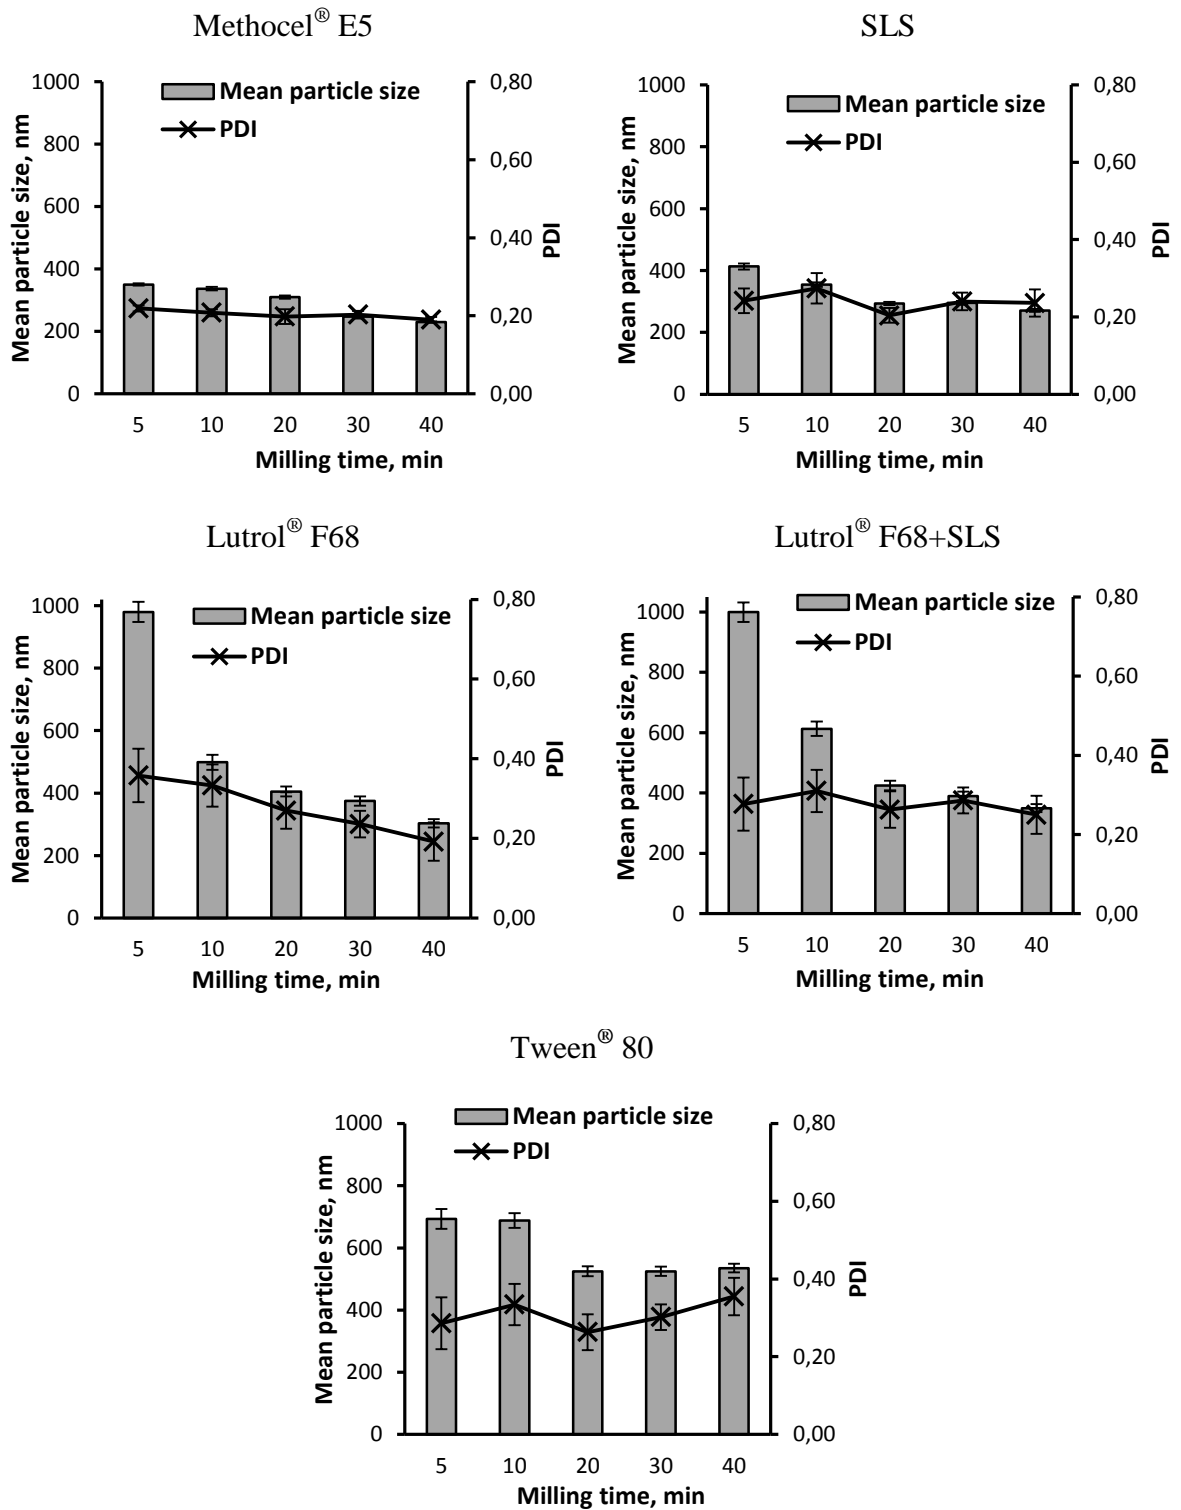 Methocel® E5
Mean particle size
PDI
1000
800
600
400
200
0
0,80
0,60
0,40
0,20
0,00
Mean particle size, nm
PDI
5 10 20 30 40
Milling time, min
SLS
Mean particle size
PDI
1000
800
600
400
200
0
0,80
0,60
0,40
0,20
0,00
Mean particle size, nm
PDI
5 10 20 30 40
Milling time, min
Lutrol® F68
Mean particle size
PDI
1000
800
600
400
200
0
0,80
0,60
0,40
0,20
0,00
Mean particle size, nm
PDI
5 10 20 30 40
Milling time, min
Lutrol® F68+SLS
Mean particle size
PDI
1000
800
600
400
200
0
0,80
0,60
0,40
0,20
0,00
Mean particle size, nm
PDI
5 10 20 30 40
Milling time, min
Tween® 80
Mean particle size
PDI
1000
800
600
400
200
0
0,80
0,60
0,40
0,20
0,00
Mean particle size, nm
PDI
5 10 20 30 40
Milling time, min